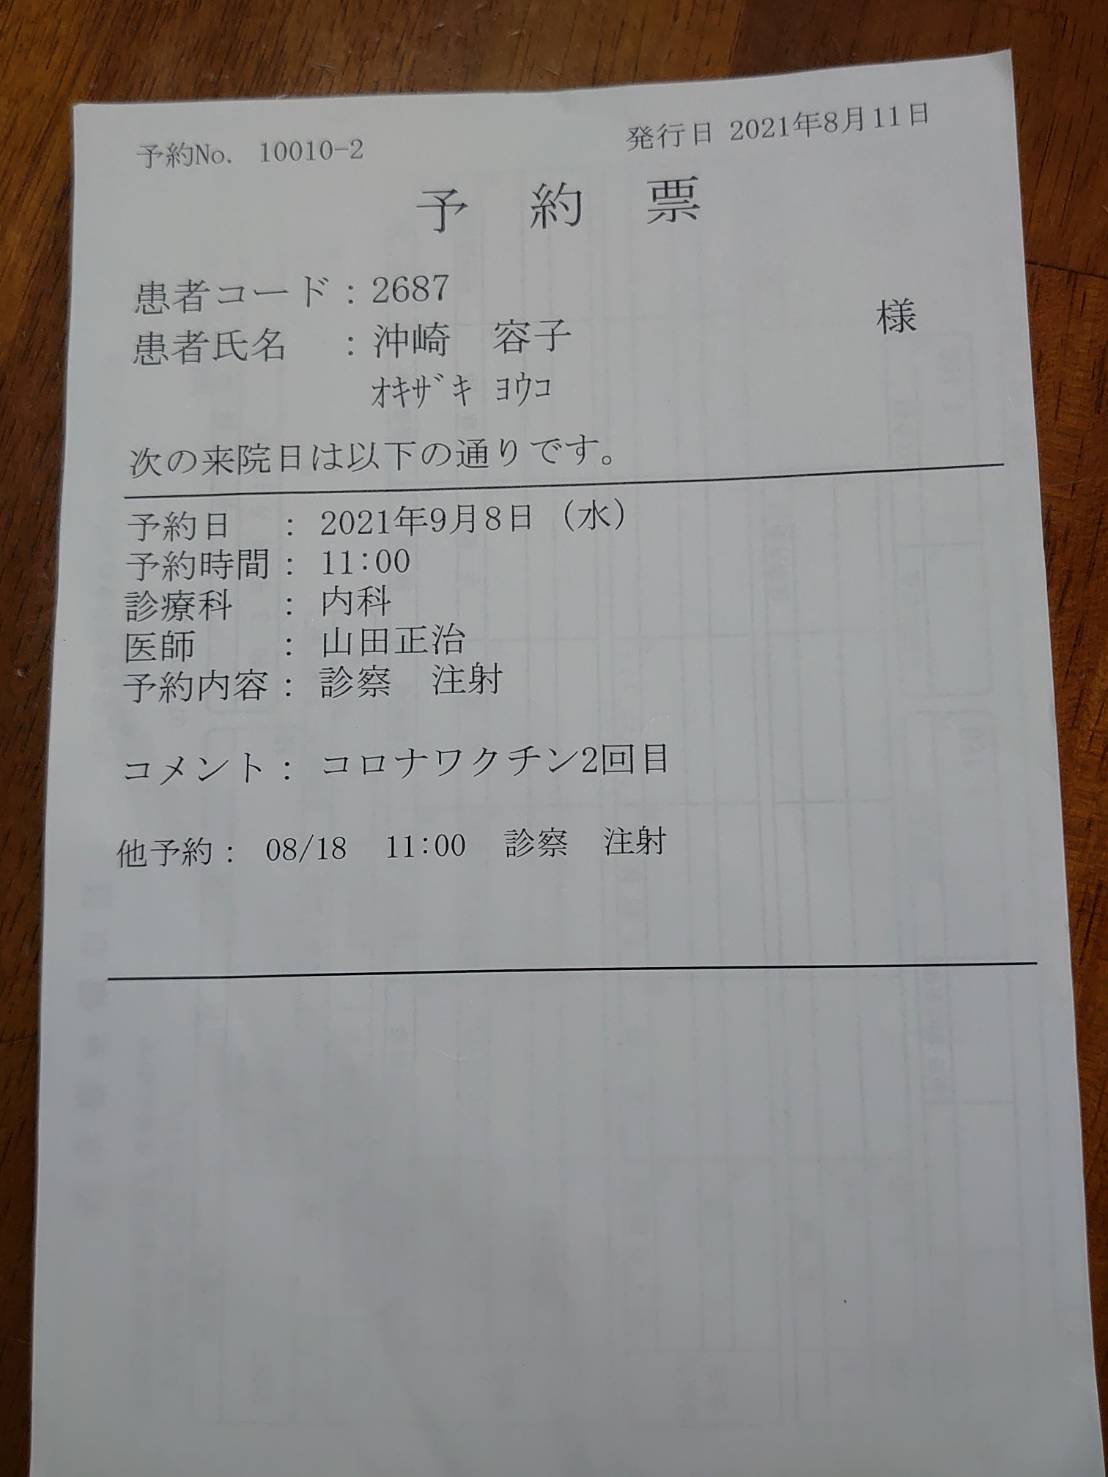 予約No. 10010-2
発行日 2021年8月11日
予 約 票
患者コード：2687
患者氏名 ：沖崎 容子 様
ｵｷｻﾞｷ ﾖｳｺ
次の来院日は以下の通りです。
予約日 ： 2021年9月8日（水）
予約時間： 11:00
診療科 ： 内科
医師 ： 山田正治
予約内容： 診察 注射
コメント： コロナワクチン2回目
他予約： 08/18 11:00 診察 注射